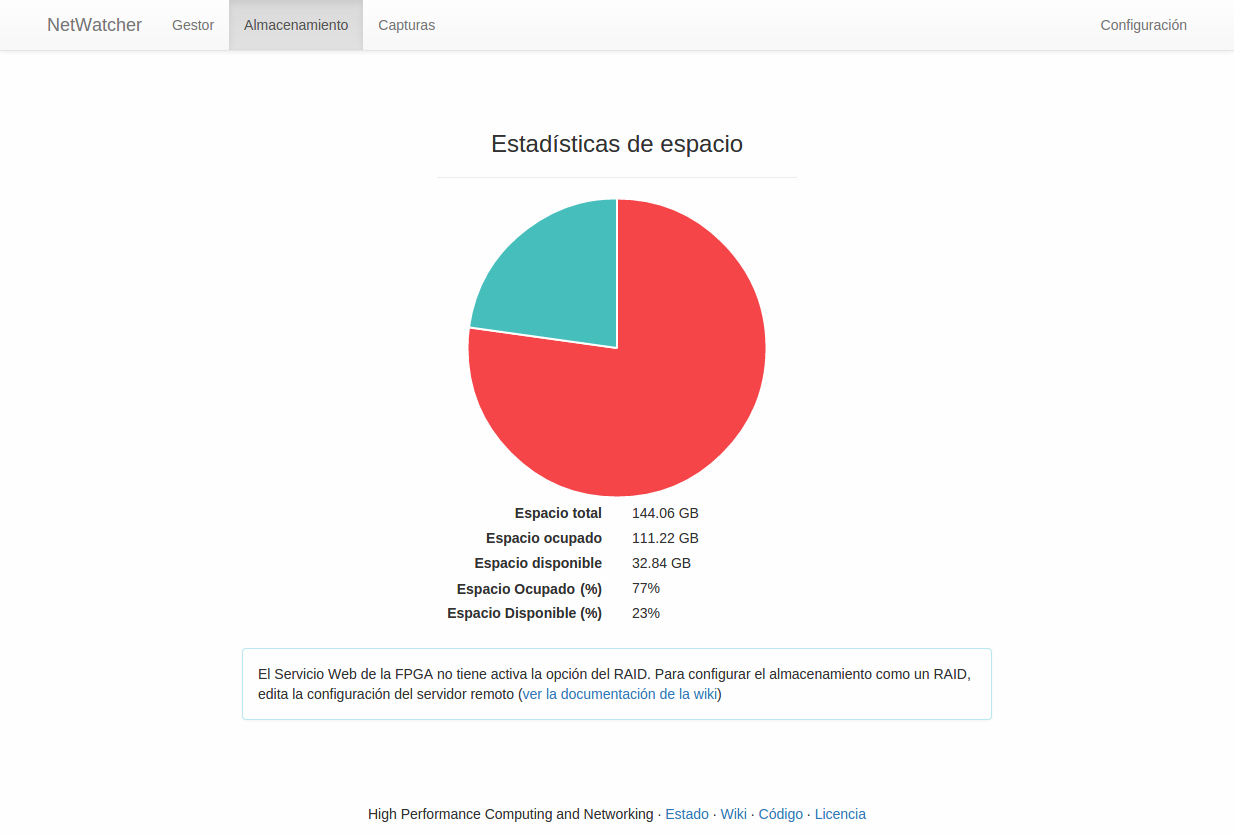 NetWatcher Gestor Almacenamiento Capturas Configuración
Estadísticas de espacio
Espacio total 144.06 GB
Espacio ocupado 111.22 GB
Espacio disponible 32.84 GB
Espacio Ocupado (%) 77%
Espacio Disponible (%) 23%
El Servicio Web de la FPGA no tiene activa la opción del RAID. Para configurar el almacenamiento como un RAID,
edita la configuración del servidor remoto (ver la documentación de la wiki)
High Performance Computing and Networking · Estado · Wiki · Código · Licencia